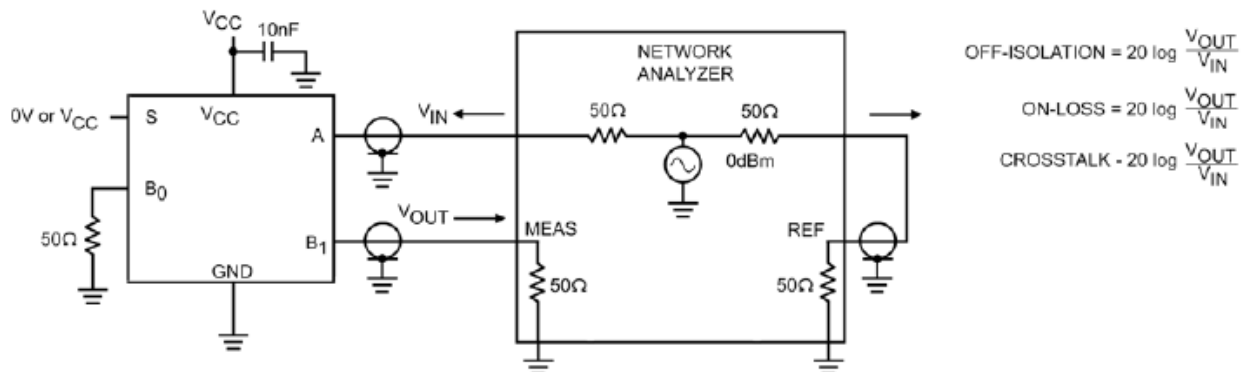 VCC
10nF
0V or VCC
S
VCC
A
B0
50Ω
B1
GND
VIN
VOUT
NETWORK
ANALYZER
50Ω
50Ω
0dBm
MEAS
REF
50Ω
50Ω
OFF-ISOLATION = 20 log VOUT
VIN
ON-LOSS = 20 log VOUT
VIN
CROSSTALK - 20 log VOUT
VIN